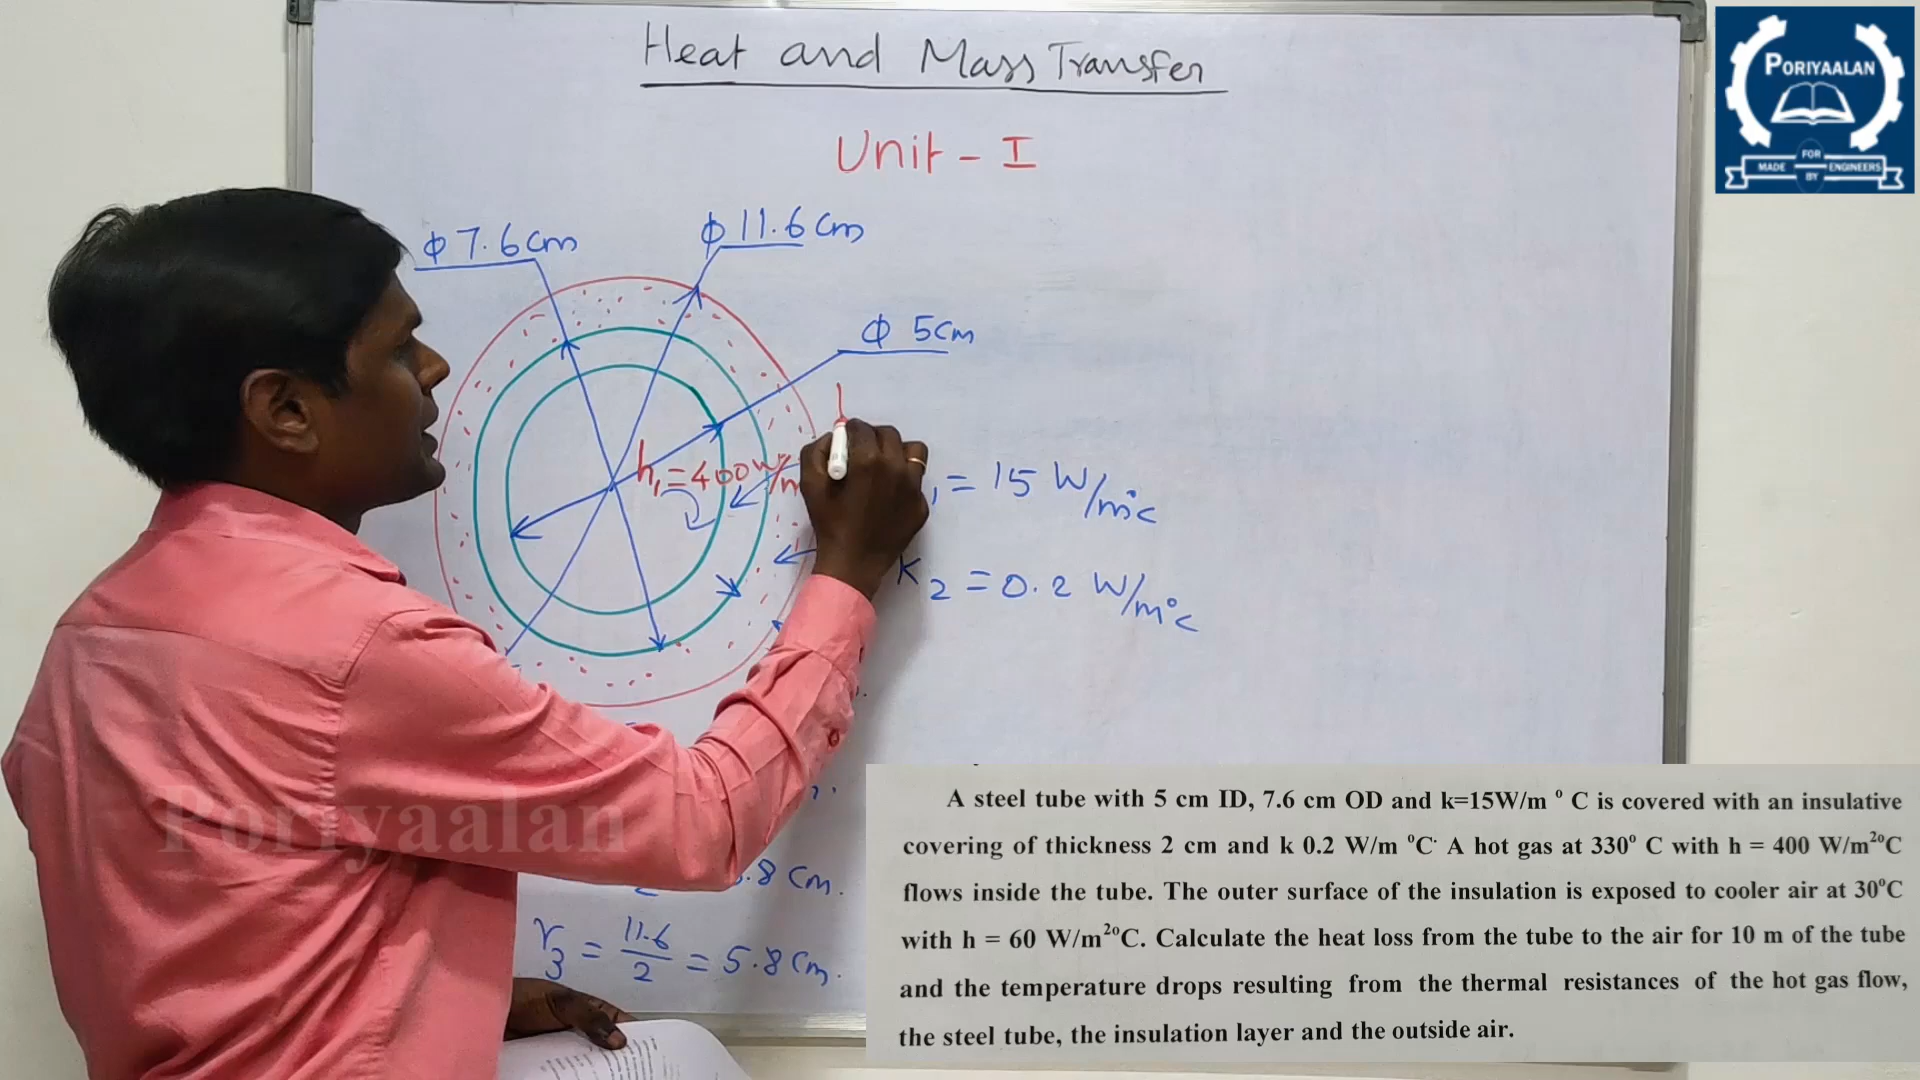 Heat and Mass Transfer
Unit - I
PORIYAALAN
MADE FOR BY ENGINEERS
ϕ 7.6 cm
ϕ 11.6 cm
ϕ 5cm
h₁ = 400 W/m
₁ = 15 W/m°c
K₂ = 0.2 W/m°c
.8 cm.
r₃ = 11.6/2 = 5.8 cm.
Poriyaalan
A steel tube with 5 cm ID, 7.6 cm OD and k=15W/m ° C is covered with an insulative
covering of thickness 2 cm and k 0.2 W/m °C. A hot gas at 330° C with h = 400 W/m²°C
flows inside the tube. The outer surface of the insulation is exposed to cooler air at 30°C
with h = 60 W/m²°C. Calculate the heat loss from the tube to the air for 10 m of the tube
and the temperature drops resulting from the thermal resistances of the hot gas flow,
the steel tube, the insulation layer and the outside air.